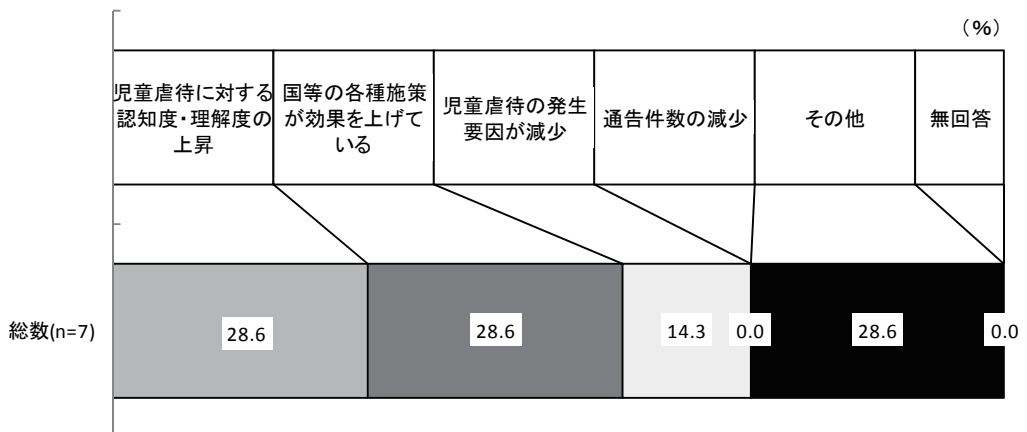 （%）
児童虐待に対する
認知度・理解度の
上昇
国等の各種施策
が効果を上げて
いる
児童虐待の発生
要因が減少
通告件数の減少
その他
無回答
総数(n=7)
28.6
28.6
14.3
0.0
28.6
0.0